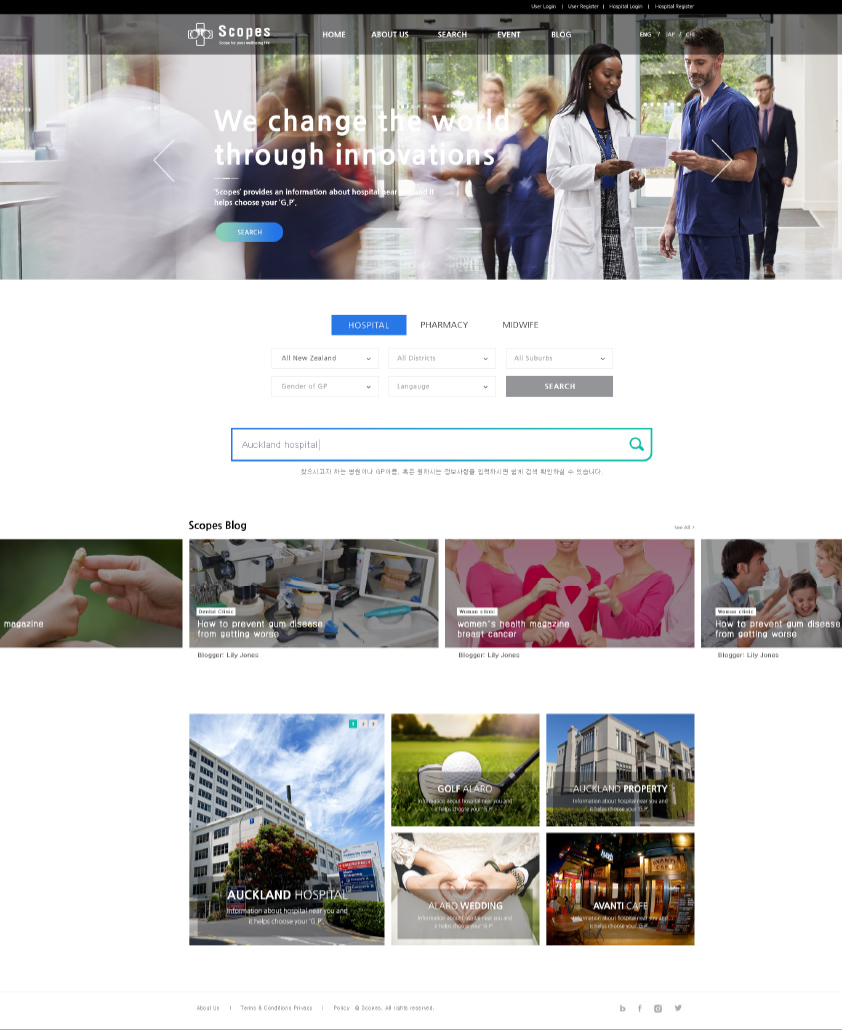 User Login | User Register | Hospital Login | Hospital Register
Scopes
Scope for your wellbeing life
HOME ABOUT US SEARCH EVENT BLOG
ENG / JAP / CHI
We change the world
through innovations
'Scopes' provides an information about hospital near you and it
helps choose your 'G.P'.
SEARCH
HOSPITAL PHARMACY MIDWIFE
All New Zealand All Districts All Suburbs
Gender of GP Langauge SEARCH
Auckland hospital
찾으시고자 하는 병원이나 GP이름, 혹은 원하시는 정보사항을 입력하시면 쉽게 검색 확인하실 수 있습니다.
Scopes Blog
See All >
magazine
Dental Clinic
How to prevent gum disease
from getting worse
Blogger: Lily Jones
Woman clinic
women's health magazine
breast cancer
Blogger: Lily Jones
Woman clinic
How to prevent gum disease
from getting worse
Blogger: Lily Jones
1 2 3
EMERGENCY
AUCKLAND HOSPITAL
Information about hospital near you and
it helps choose your 'G.P'.
GOLF ALARO
Information about hospital near you and
it helps choose your 'G.P'.
AUCKLAND PROPERTY
Information about hospital near you and
it helps choose your 'G.P'.
ALARO WEDDING
Information about hospital near you and
it helps choose your 'G.P'.
AVANTI CAFE
Information about hospital near you and
it helps choose your 'G.P'.
About Us | Terms & Conditions Privacy | Policy @ Scopes. All rights reserved.